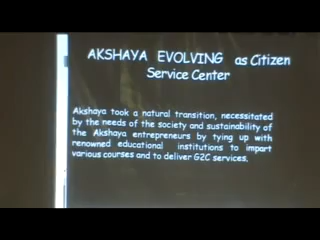 AKSHAYA EVOLVING as Citizen
Service Center
Akshaya took a natural transition, necessitated
by the needs of the society and sustainability of
the Akshaya entrepreneurs by tying up with
renowned educational institutions to impart
various courses and to deliver G2C services.